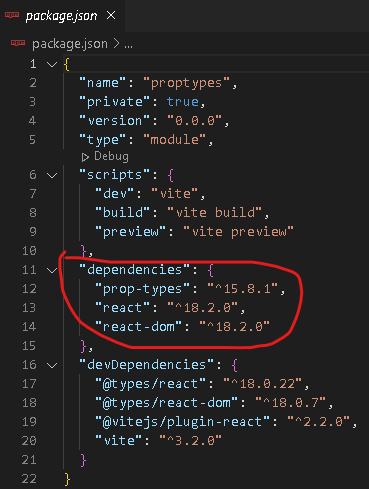 package.json
package.json > ...
1 {
2 "name": "proptypes",
3 "private": true,
4 "version": "0.0.0",
5 "type": "module",
Debug
6 "scripts": {
7 "dev": "vite",
8 "build": "vite build",
9 "preview": "vite preview"
10 },
11 "dependencies": {
12 "prop-types": "^15.8.1",
13 "react": "^18.2.0",
14 "react-dom": "^18.2.0"
15 },
16 "devDependencies": {
17 "@types/react": "^18.0.22",
18 "@types/react-dom": "^18.0.7",
19 "@vitejs/plugin-react": "^2.2.0",
20 "vite": "^3.2.0"
21 }
22 }